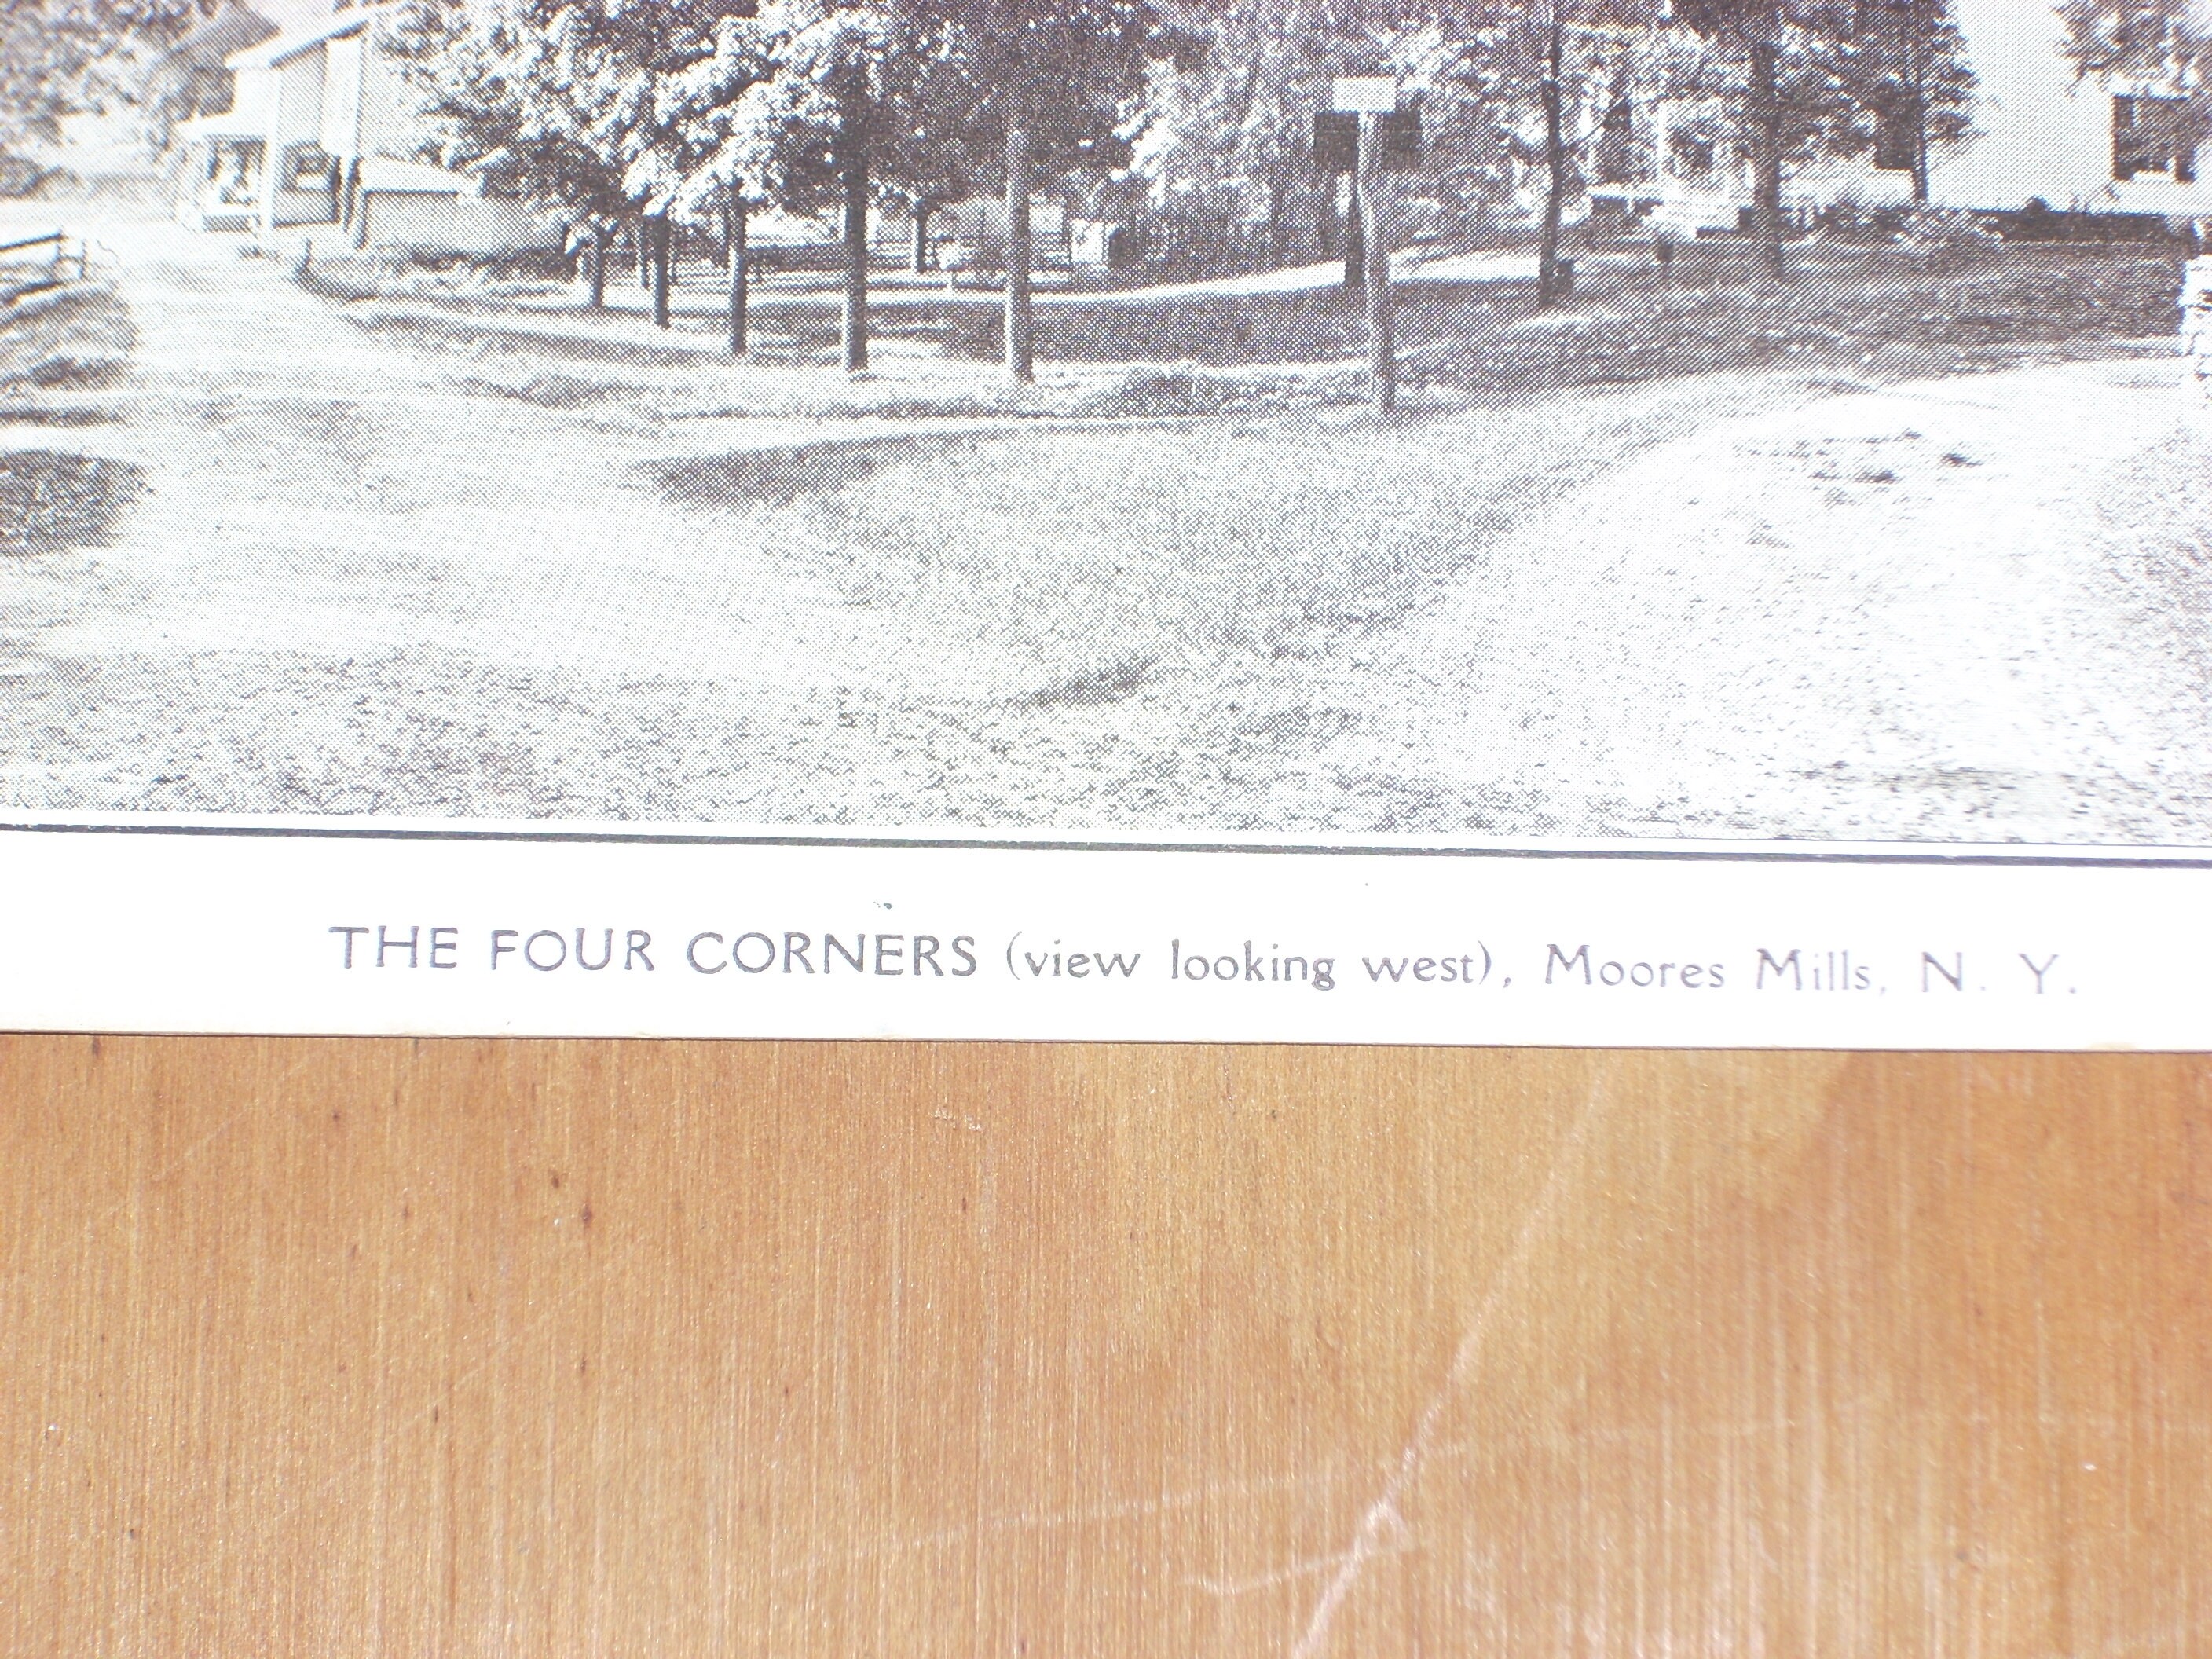 THE FOUR CORNERS (view looking west), Moores Mills, N. Y.